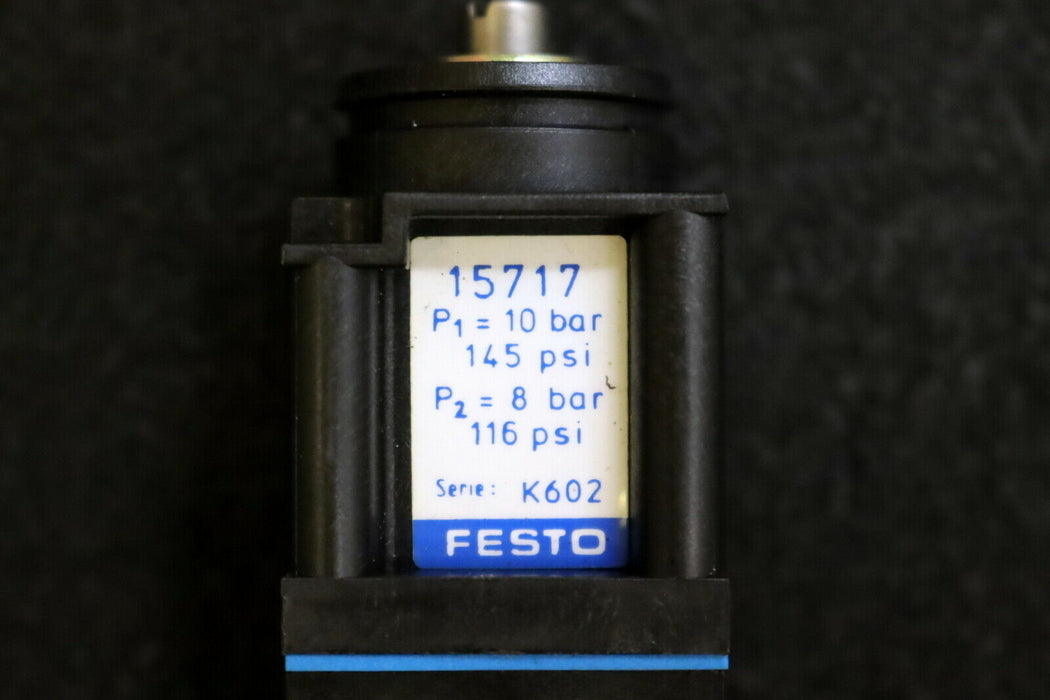 15717
P₁ = 10 bar
145 psi
P₂ = 8 bar
116 psi
Serie: K602
FESTO